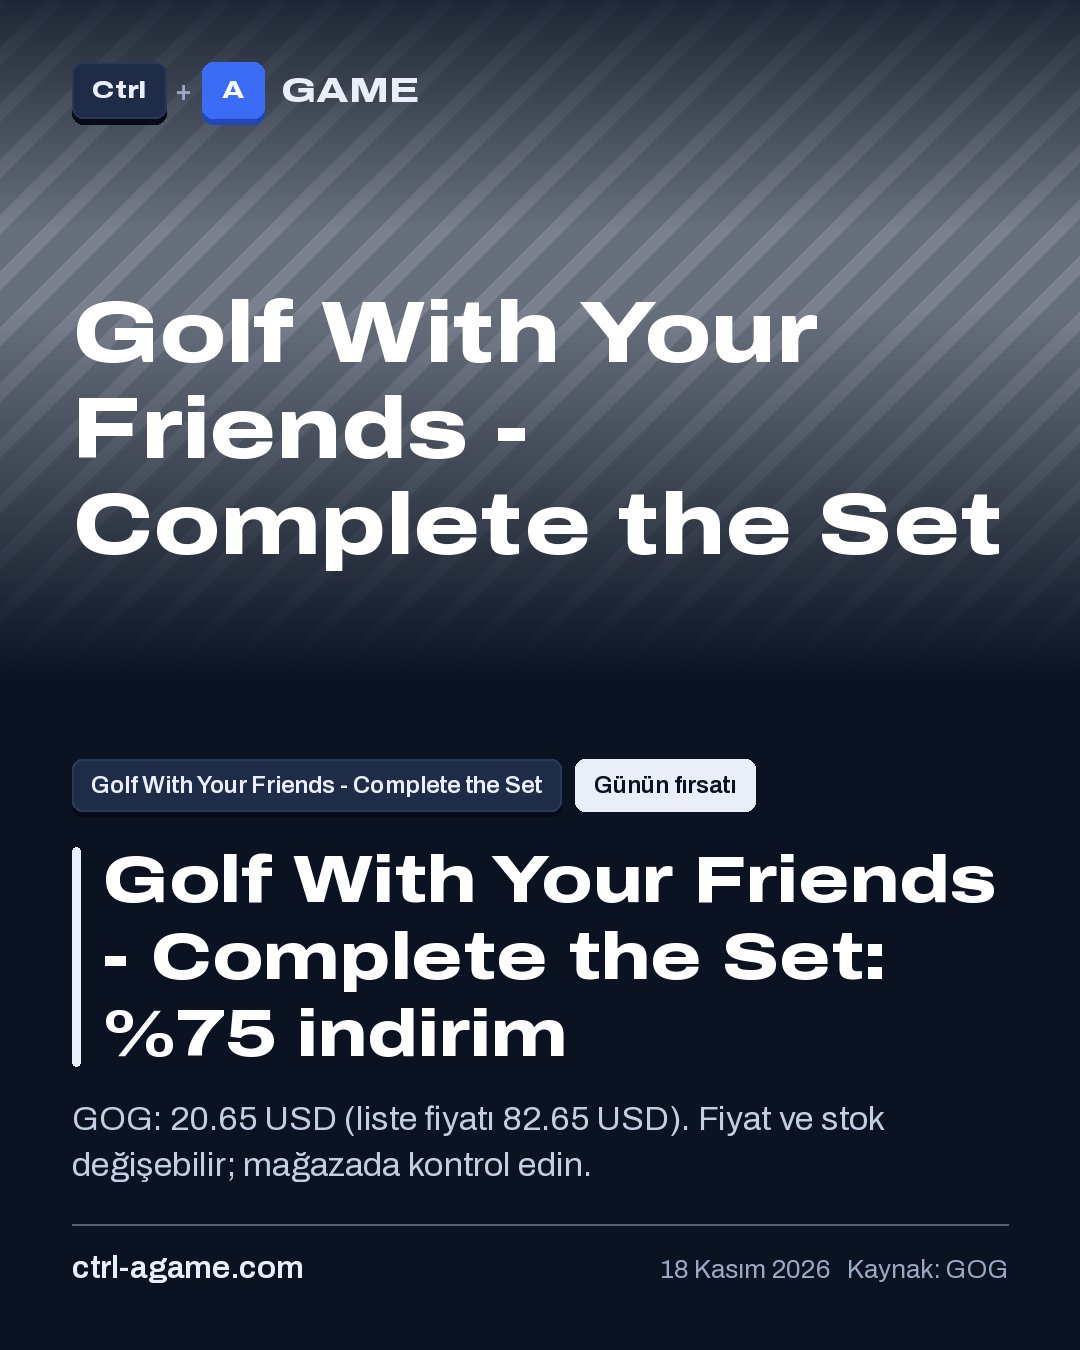 Ctrl + A GAME
Golf With Your
Friends -
Complete the Set
Golf With Your Friends - Complete the Set
Günün fırsatı
Golf With Your Friends
- Complete the Set:
%75 indirim
GOG: 20.65 USD (liste fiyatı 82.65 USD). Fiyat ve stok
değişebilir; mağazada kontrol edin.
ctrl-agame.com
18 Kasım 2026 Kaynak: GOG